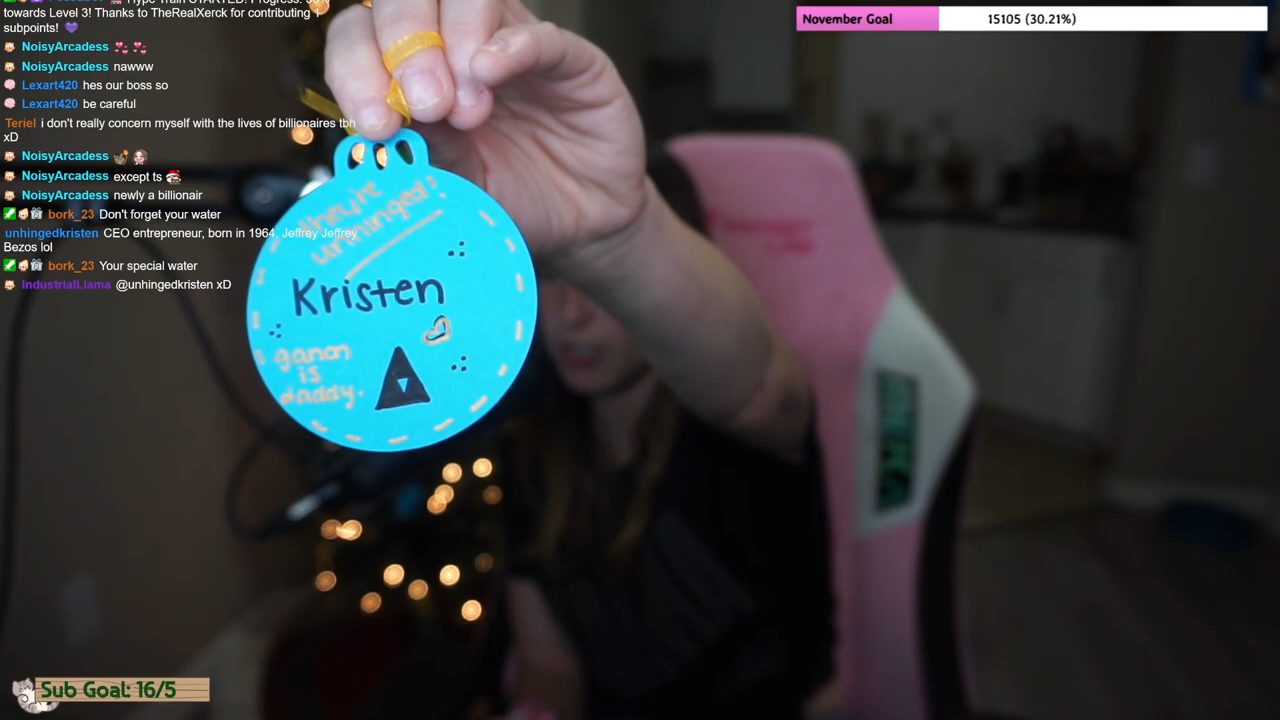 towards Level 3! Thanks to TheRealXerck for contributing 1
subpoints! 💜
NoisyArcadess
NoisyArcadess nawww
Lexart420 hes our boss so
Lexart420 be careful
Teriel i don't really concern myself with the lives of billionaires tbh
xD
NoisyArcadess
NoisyArcadess except ts
NoisyArcadess newly a billionair
bork_23 Don't forget your water
unhingedkristen CEO entrepreneur, born in 1964, Jeffrey Jeffrey
Bezos lol
bork_23 Your special water
IndustrialLlama @unhingedkristen xD
November Goal 15105 (30.21%)
they're
unhinged!
Kristen
ganon
is
daddy.
Sub Goal: 16/5